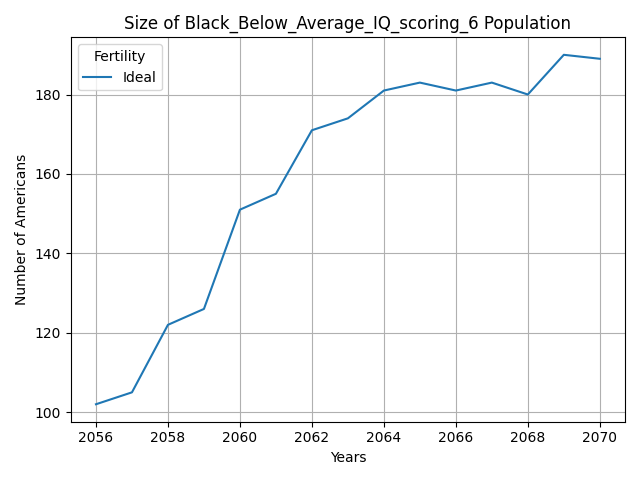 Size of Black_Below_Average_IQ_scoring_6 Population
Fertility
Ideal
Number of Americans
180
160
140
120
100
2056 2058 2060 2062 2064 2066 2068 2070
Years